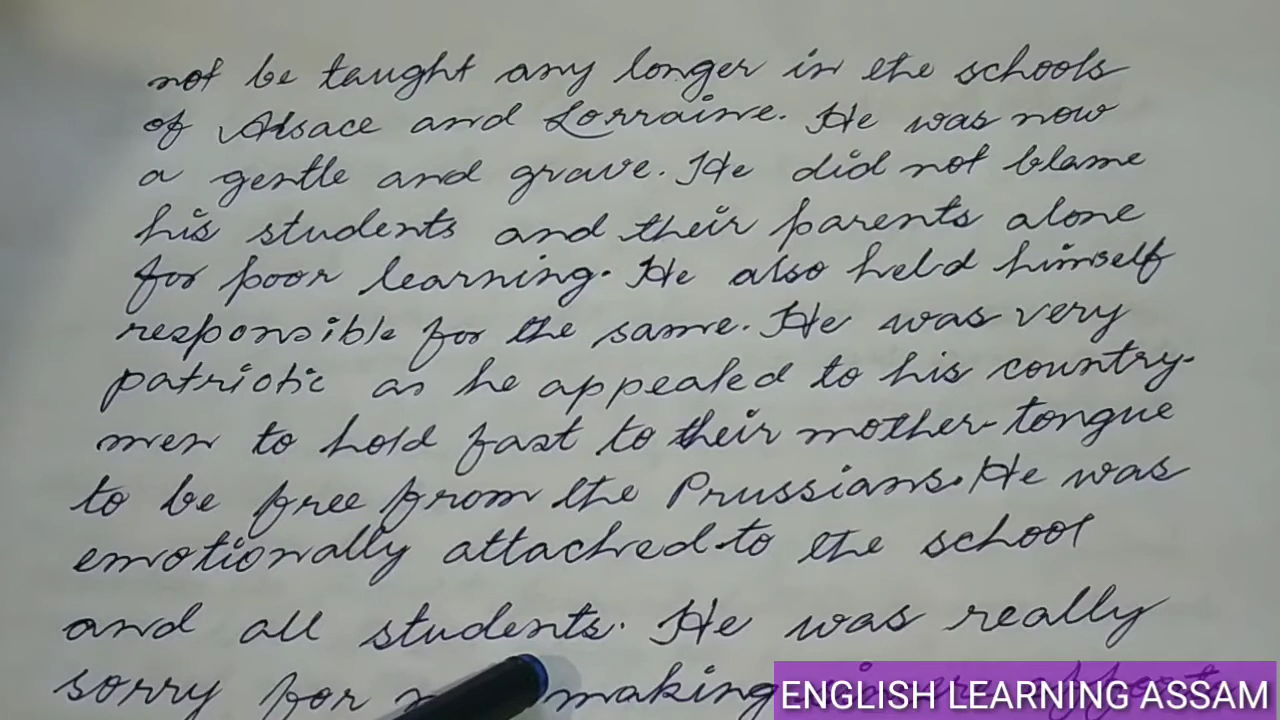 not be taught any longer in the schools
of Alsace and Lorraine. He was now
a gentle and grave. He did not blame
his students and their parents alone
for poor learning. He also held himself
responsible for the same. He was very
patriotic as he appealed to his country-
men to hold fast to their mother-tongue
to be free from the Prussians. He was
emotionally attached to the school
and all students. He was really
sorry for making
ENGLISH LEARNING ASSAM